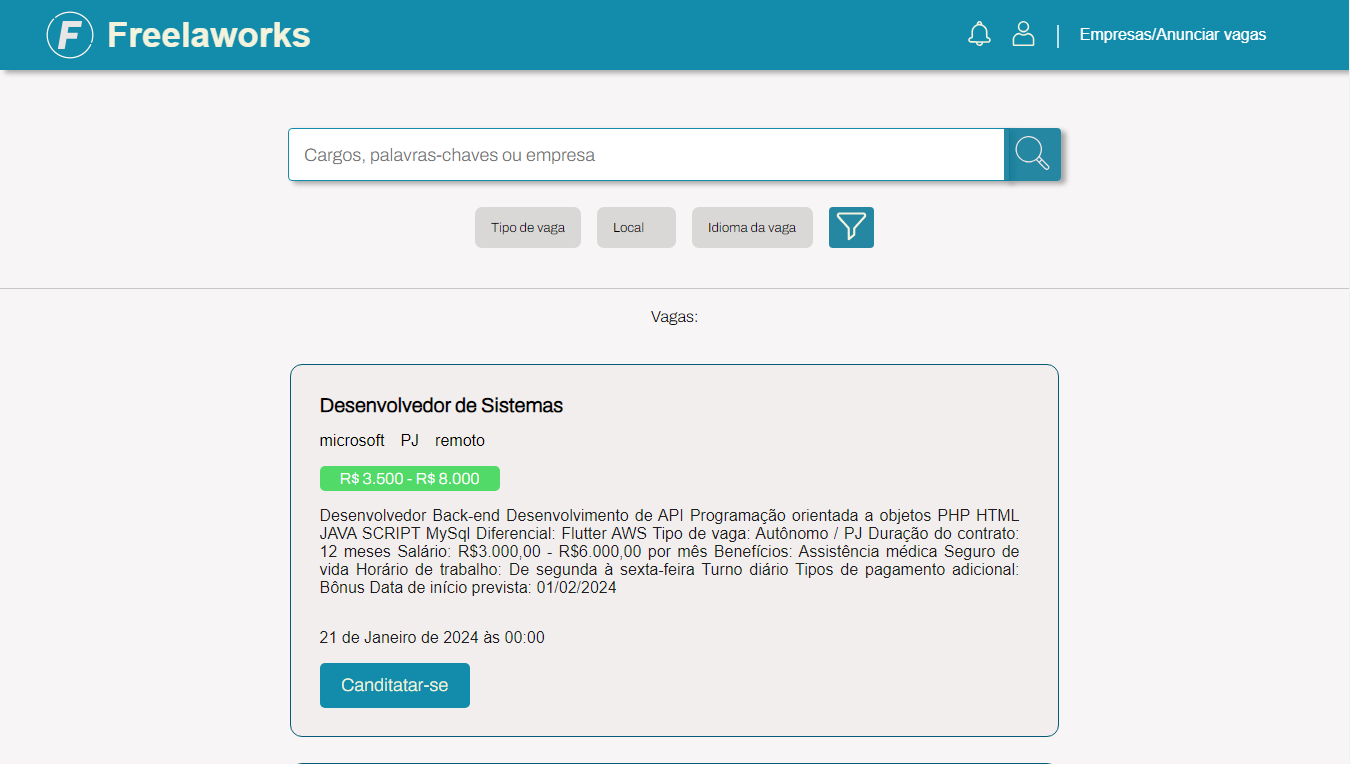 F Freelaworks
Empresas/Anunciar vagas
Cargos, palavras-chaves ou empresa
Tipo de vaga Local Idioma da vaga
Vagas:
Desenvolvedor de Sistemas
microsoft PJ remoto
R$ 3.500 - R$ 8.000
Desenvolvedor Back-end Desenvolvimento de API Programação orientada a objetos PHP HTML
JAVA SCRIPT MySql Diferencial: Flutter AWS Tipo de vaga: Autônomo / PJ Duração do contrato:
12 meses Salário: R$3.000,00 - R$6.000,00 por mês Benefícios: Assistência médica Seguro de
vida Horário de trabalho: De segunda à sexta-feira Turno diário Tipos de pagamento adicional:
Bônus Data de início prevista: 01/02/2024
21 de Janeiro de 2024 às 00:00
Canditatar-se